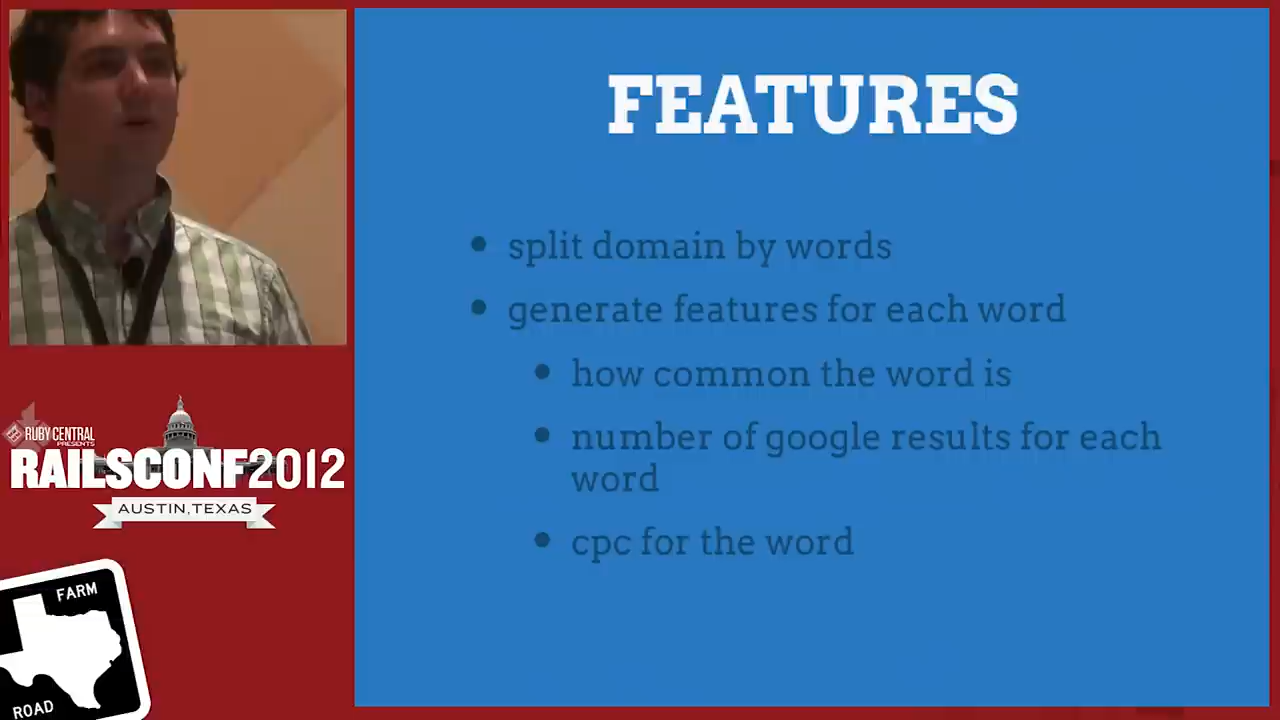 FEATURES
split domain by words
generate features for each word
how common the word is
number of google results for each
word
cpc for the word
RUBY CENTRAL
PRESENTS
RAILSCONF2012
AUSTIN, TEXAS
FARM
ROAD